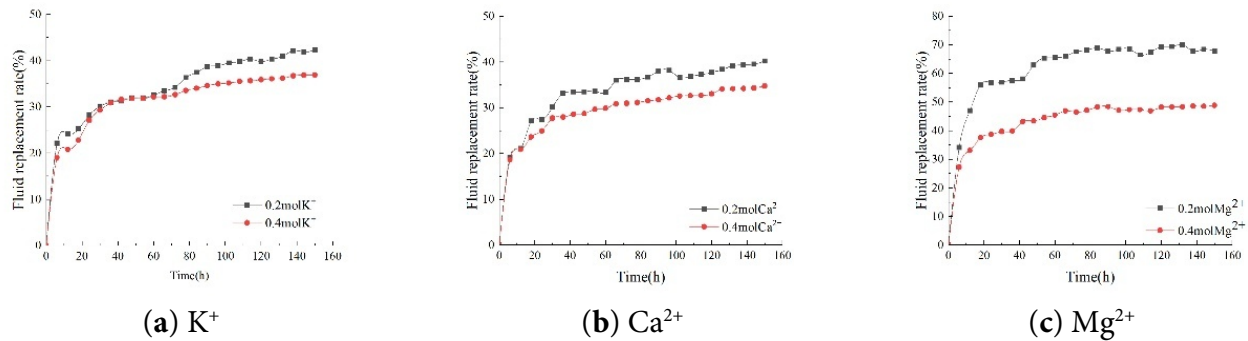 50
40
30
20
10
0
Fluid replacement rate(%)
0 20 40 60 80 100 120 140 160
Time(h)
0.2molK⁺
0.4molK⁺
(a) K⁺
50
40
30
20
10
0
Fluid replacement rate(%)
0 20 40 60 80 100 120 140 160
Time(h)
0.2molCa²
0.4molCa²⁺
(b) Ca²⁺
80
70
60
50
40
30
20
10
0
Fluid replacement rate(%)
0 20 40 60 80 100 120 140 160
Time(h)
0.2molMg²⁺
0.4molMg²⁺
(c) Mg²⁺